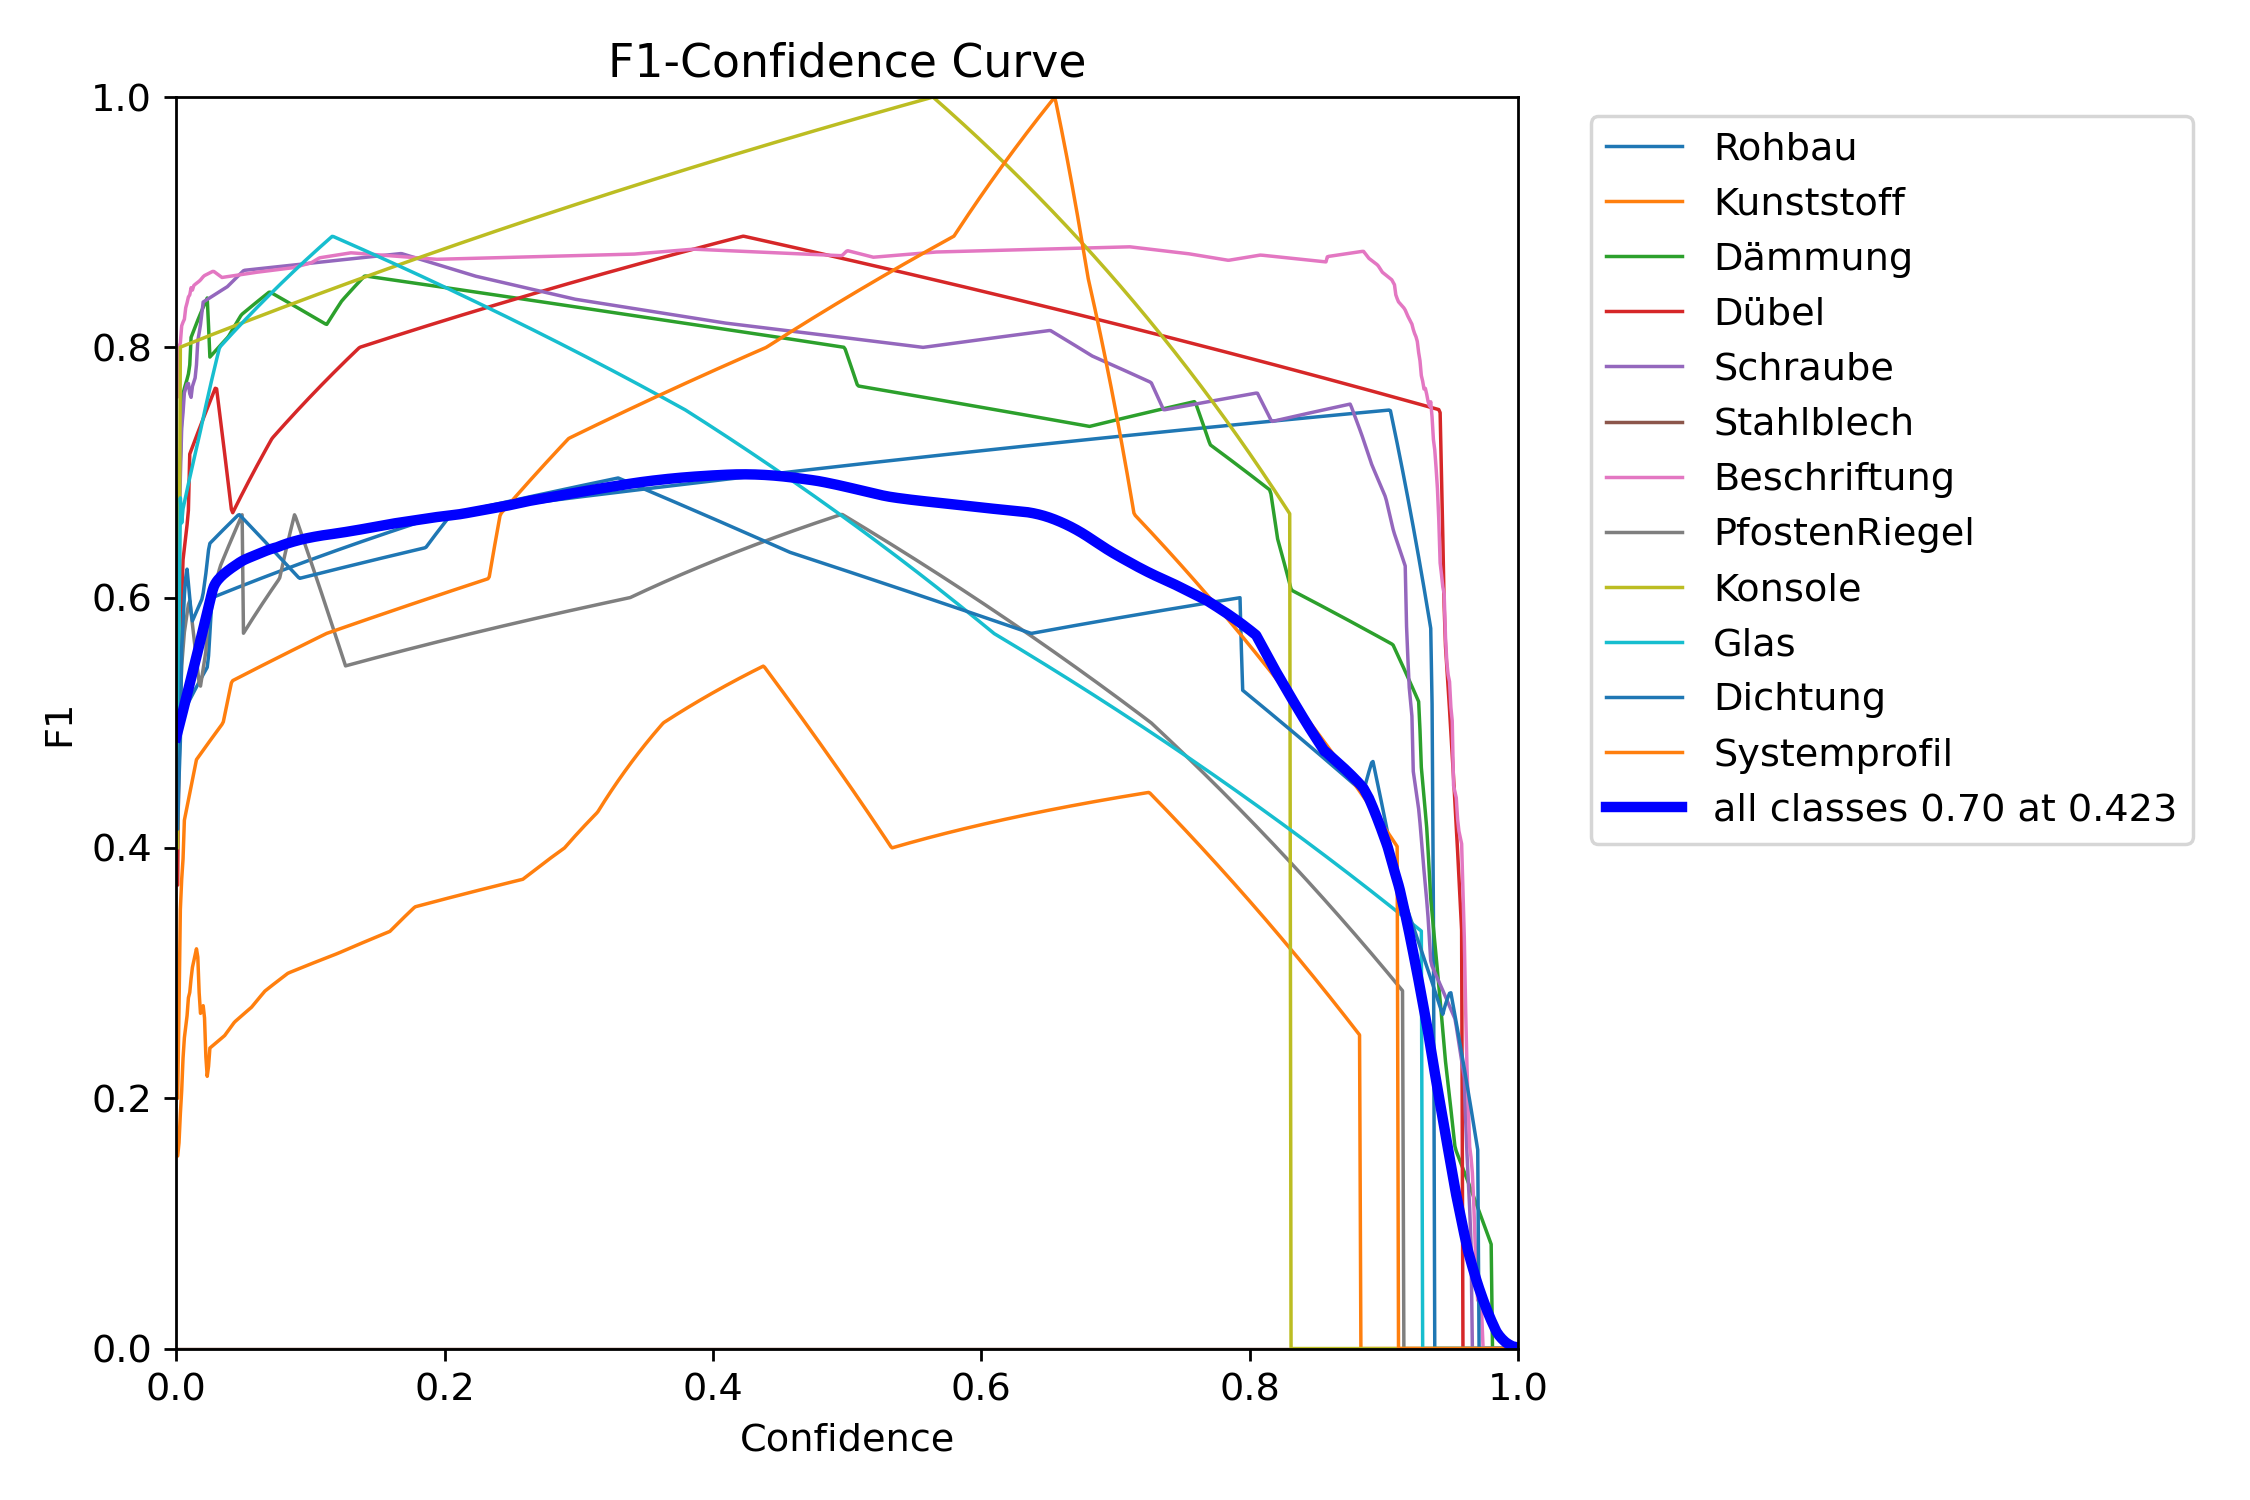 F1-Confidence Curve
1.0
0.8
0.6
0.4
0.2
0.0
F1
0.0 0.2 0.4 0.6 0.8 1.0
Confidence
Rohbau
Kunststoff
Dämmung
Dübel
Schraube
Stahlblech
Beschriftung
PfostenRiegel
Konsole
Glas
Dichtung
Systemprofil
all classes 0.70 at 0.423